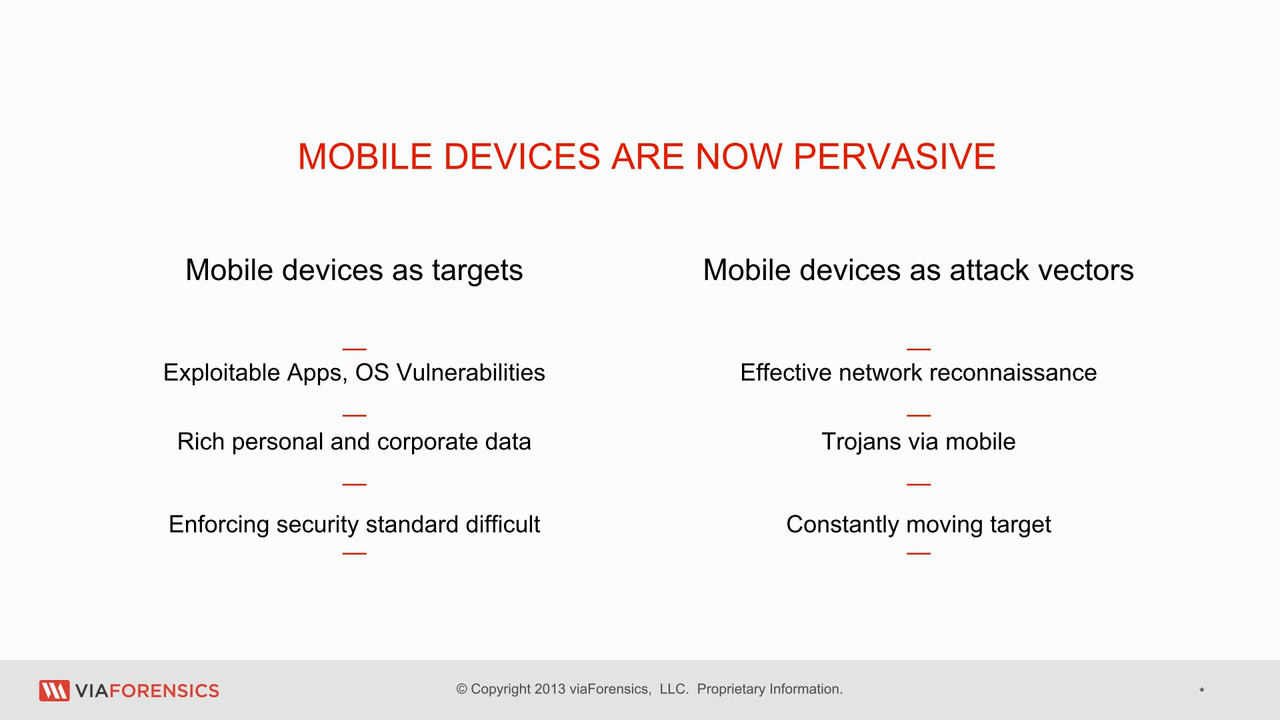 MOBILE DEVICES ARE NOW PERVASIVE
Mobile devices as targets
Exploitable Apps, OS Vulnerabilities
Rich personal and corporate data
Enforcing security standard difficult
Mobile devices as attack vectors
Effective network reconnaissance
Trojans via mobile
Constantly moving target
VIAFORENSICS
© Copyright 2013 viaForensics, LLC. Proprietary Information.
*